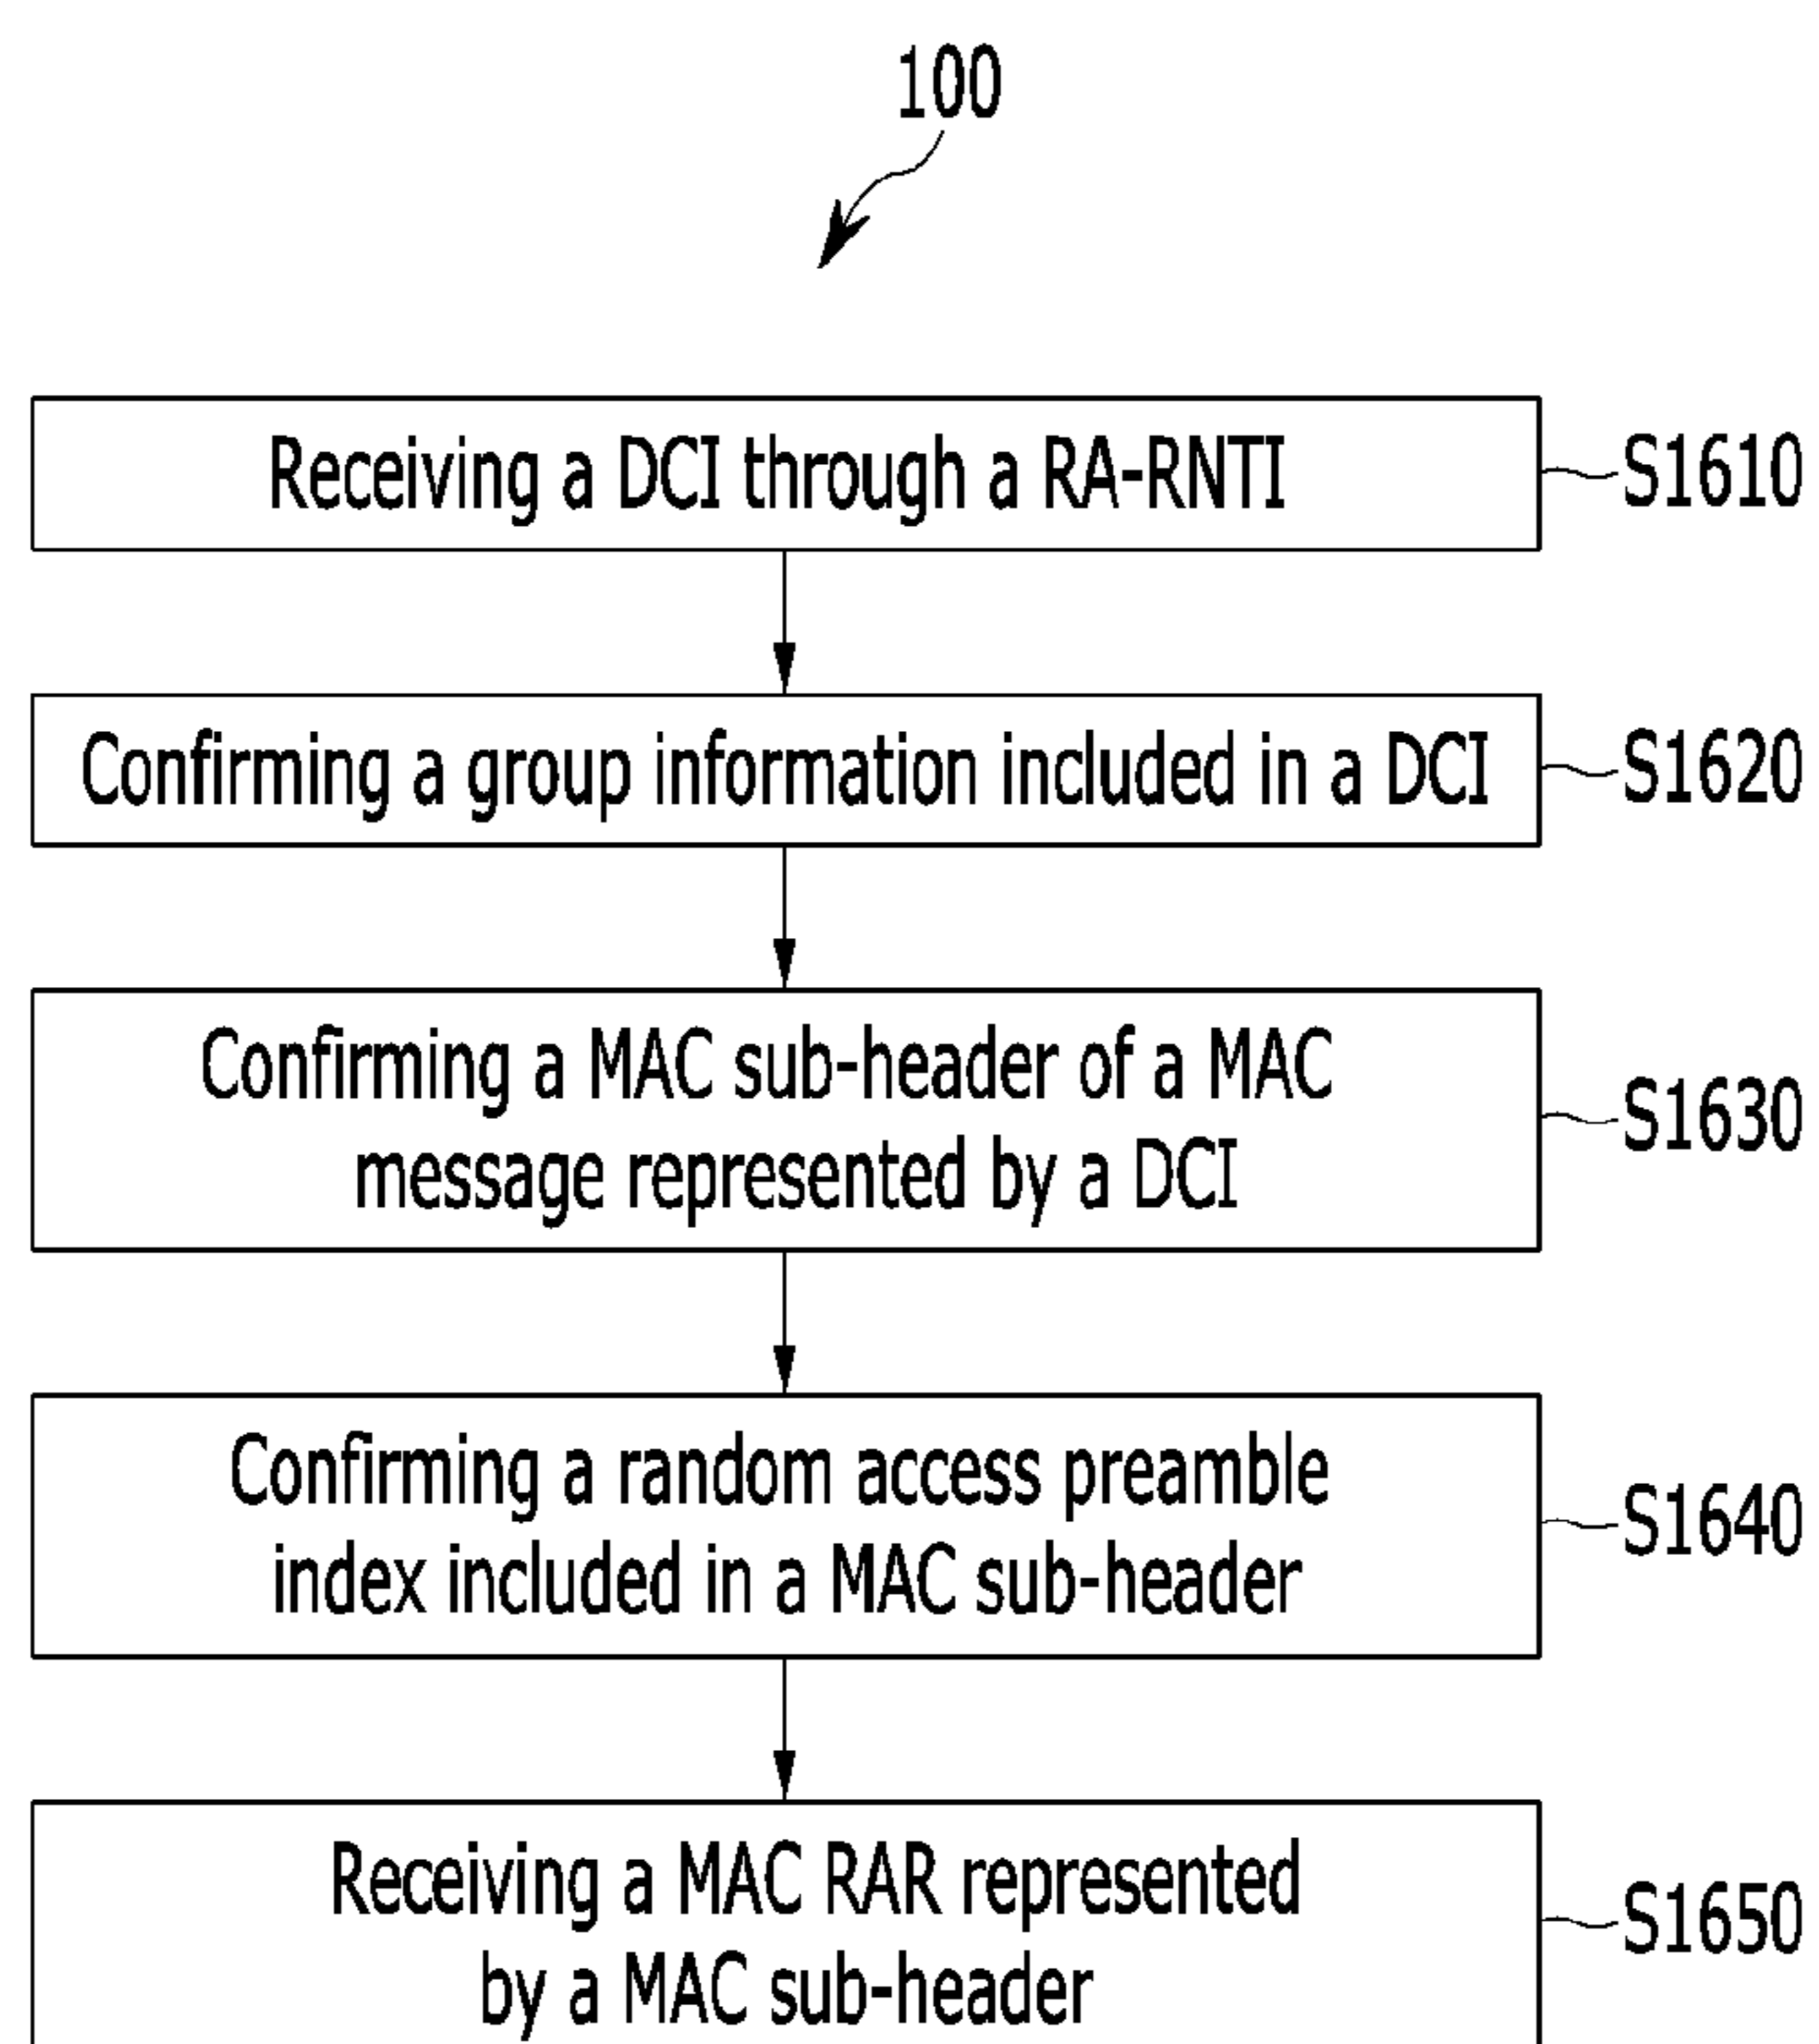 100
Receiving a DCI through a RA-RNTI
S1610
Confirming a group information included in a DCI
S1620
Confirming a MAC sub-header of a MAC
message represented by a DCI
S1630
Confirming a random access preamble
index included in a MAC sub-header
S1640
Receiving a MAC RAR represented
by a MAC sub-header
S1650